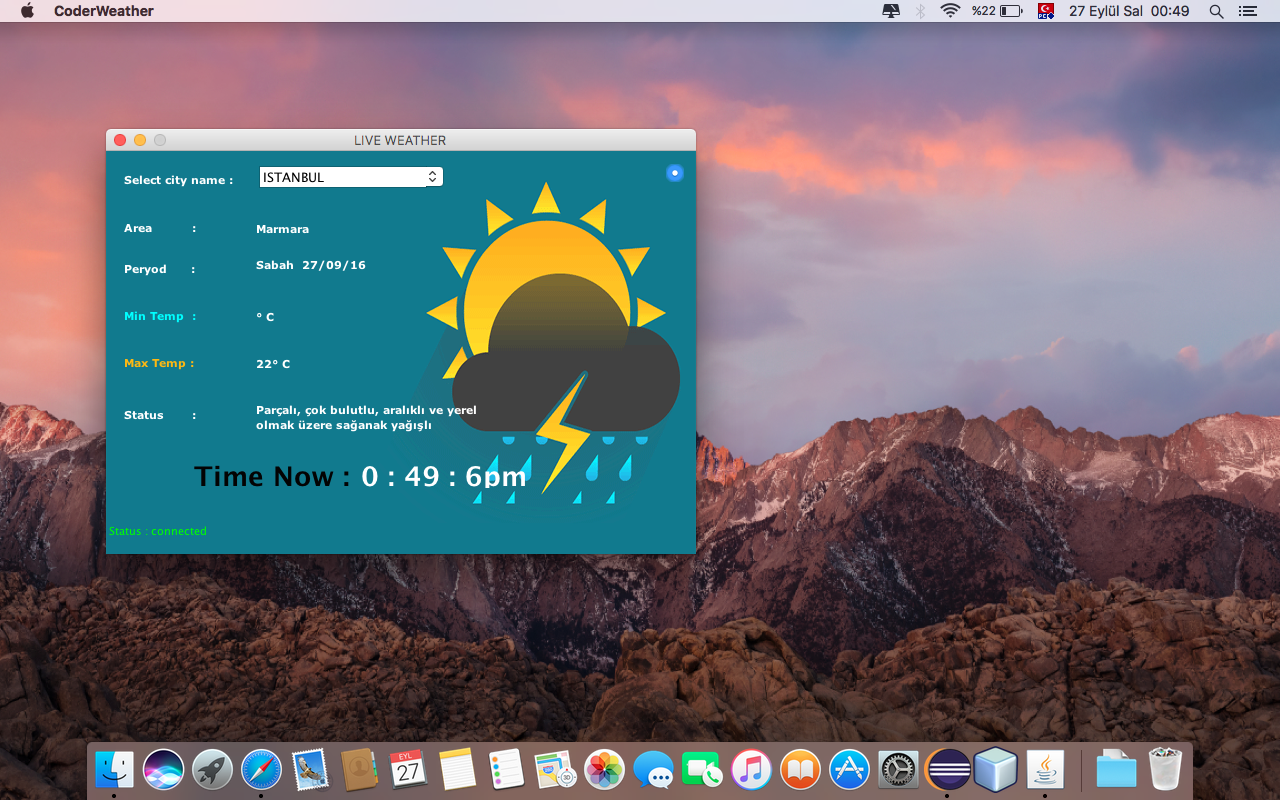 CoderWeather
%22
27 Eylül Sal 00:49
LIVE WEATHER
Select city name :
ISTANBUL
Area :
Marmara
Peryod :
Sabah 27/09/16
Min Temp :
° C
Max Temp :
22° C
Status :
Parçalı, çok bulutlu, aralıklı ve yerel
olmak üzere sağanak yağışlı
Time Now : 0 : 49 : 6pm
Status : connected
EYL
27
3D